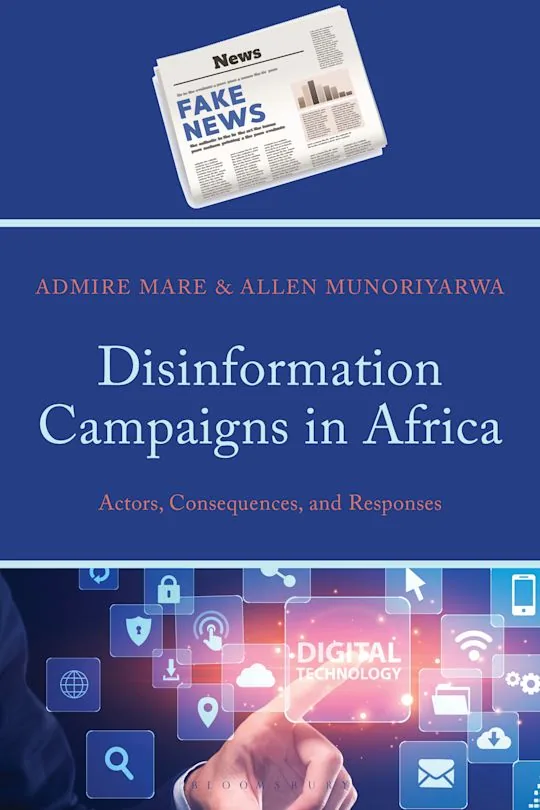 News
FAKE
NEWS
ADMIRE MARE & ALLEN MUNORIYARWA
Disinformation
Campaigns in Africa
Actors, Consequences, and Responses
DIGITAL
TECHNOLOGY
BLOOMSBURY